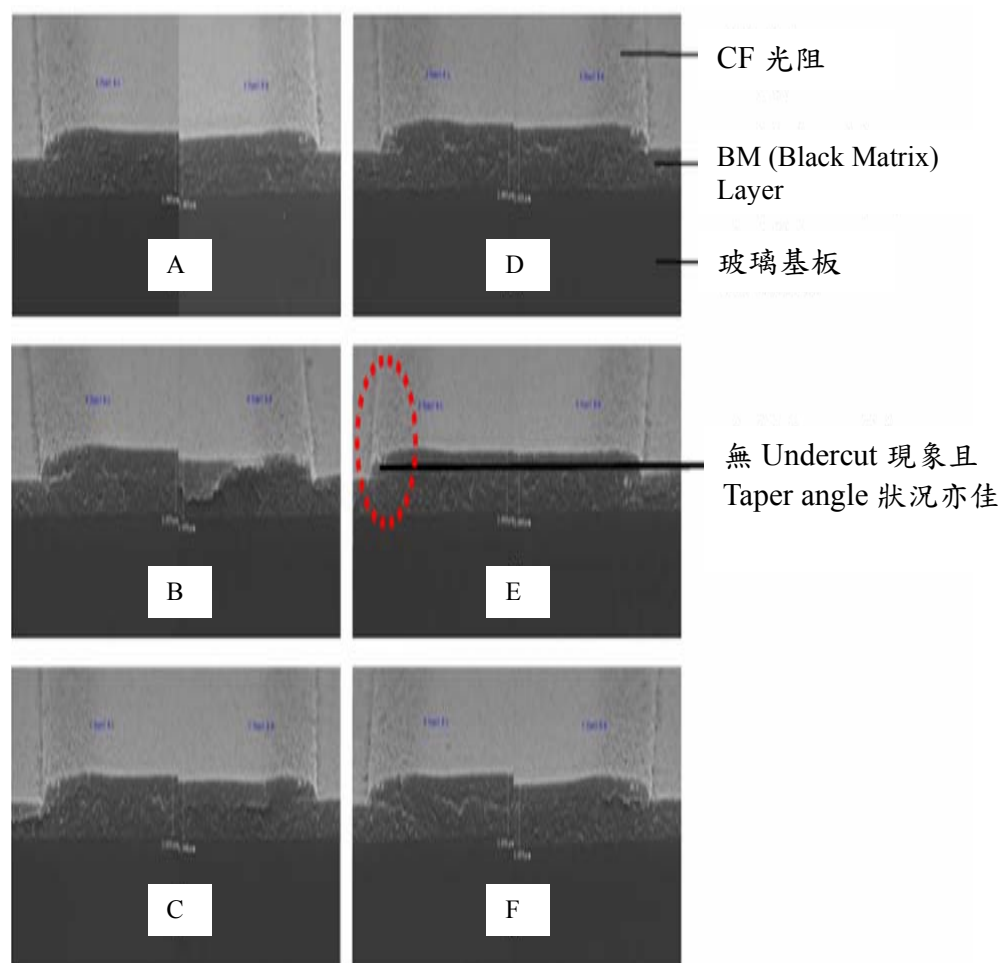 CF 光阻
BM (Black Matrix)
Layer
A
D
玻璃基板
無 Undercut 現象且
Taper angle 狀況亦佳
B
E
C
F